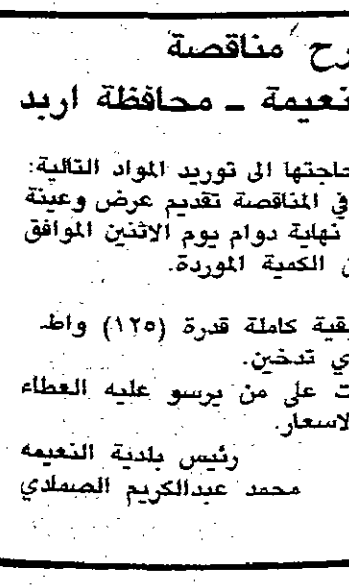 رح مناقصة
نعيمة - محافظة اربد
حاجتها الى توريد المواد التالية:
في المناقصة تقديم عرض وعينة
نهاية دوام يوم الاثنين الموافق
الكمية الموردة.
كاملة قدرة (١٢٥) واط.
ي تدخين.
ت على من يرسو عليه العطاء
لاسعار.
رئيس بلدية النعيمه
محمد عبدالكريم الصملادي